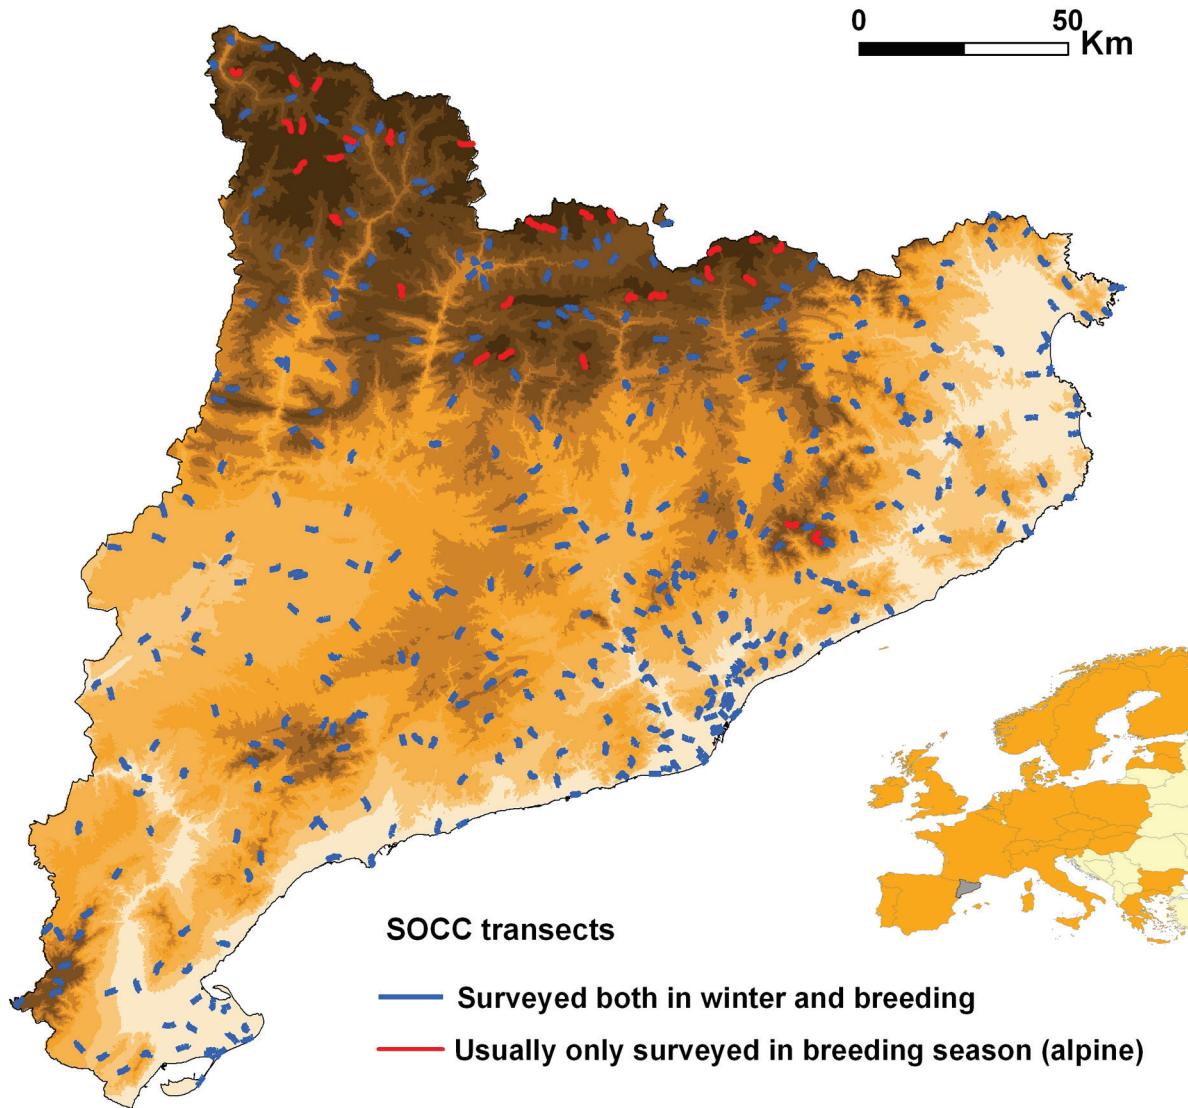 0 50
Km
SOCC transects
Surveyed both in winter and breeding
Usually only surveyed in breeding season (alpine)